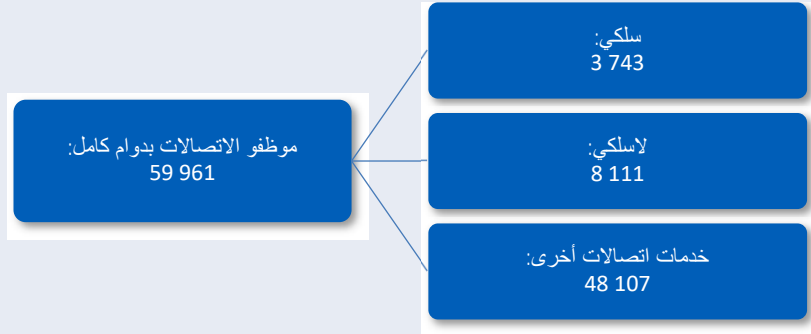 موظفو الاتصالات بدوام كامل:
59 961
سلكي:
3 743
لاسلكي:
8 111
خدمات اتصالات أخرى:
48 107